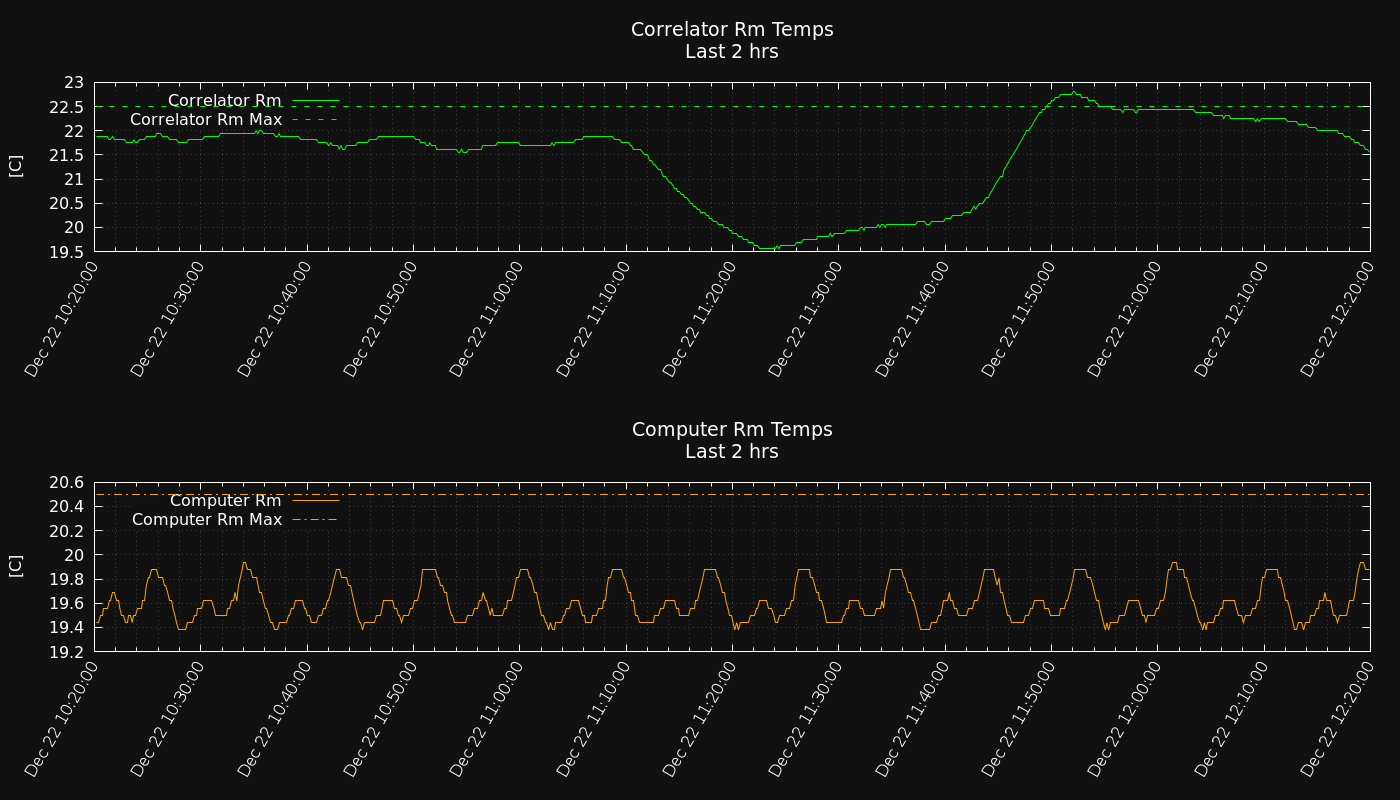 Correlator Rm Temps
Last 2 hrs
[C]
23
22.5
22
21.5
21
20.5
20
19.5
Correlator Rm
Correlator Rm Max
Dec 22 10:20:00
Dec 22 10:30:00
Dec 22 10:40:00
Dec 22 10:50:00
Dec 22 11:00:00
Dec 22 11:10:00
Dec 22 11:20:00
Dec 22 11:30:00
Dec 22 11:40:00
Dec 22 11:50:00
Dec 22 12:00:00
Dec 22 12:10:00
Dec 22 12:20:00
Computer Rm Temps
Last 2 hrs
[C]
20.6
20.4
20.2
20
19.8
19.6
19.4
19.2
Computer Rm
Computer Rm Max
Dec 22 10:20:00
Dec 22 10:30:00
Dec 22 10:40:00
Dec 22 10:50:00
Dec 22 11:00:00
Dec 22 11:10:00
Dec 22 11:20:00
Dec 22 11:30:00
Dec 22 11:40:00
Dec 22 11:50:00
Dec 22 12:00:00
Dec 22 12:10:00
Dec 22 12:20:00